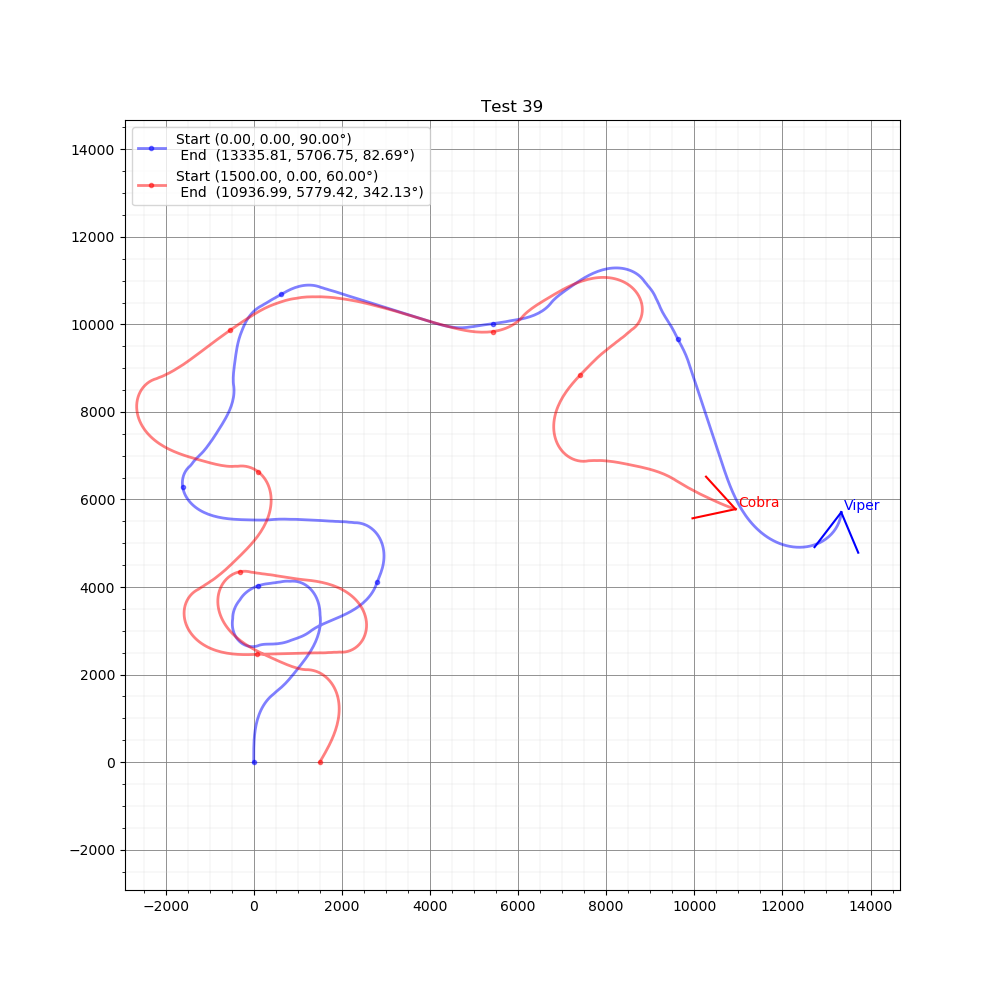 Test 39
Start (0.00, 0.00, 90.00°)
End  (13335.81, 5706.75, 82.69°)
Start (1500.00, 0.00, 60.00°)
End  (10936.99, 5779.42, 342.13°)
14000
12000
10000
8000
6000
4000
2000
0
−2000
Cobra
Viper
−2000 0 2000 4000 6000 8000 10000 12000 14000